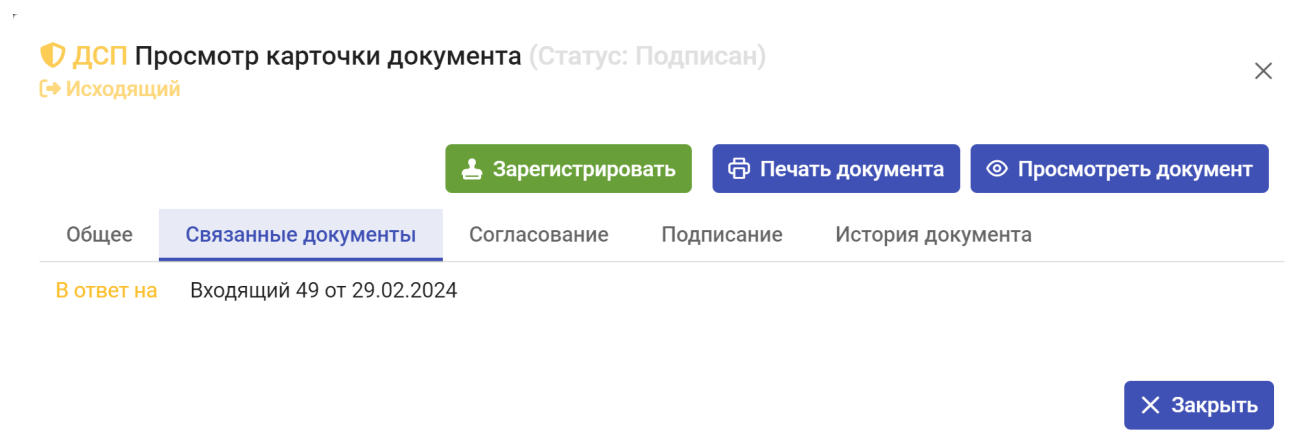 ДСП Просмотр карточки документа (Статус: Подписан)
Исходящий
Зарегистрировать Печать документа Просмотреть документ
Общее Связанные документы Согласование Подписание История документа
В ответ на Входящий 49 от 29.02.2024
Закрыть